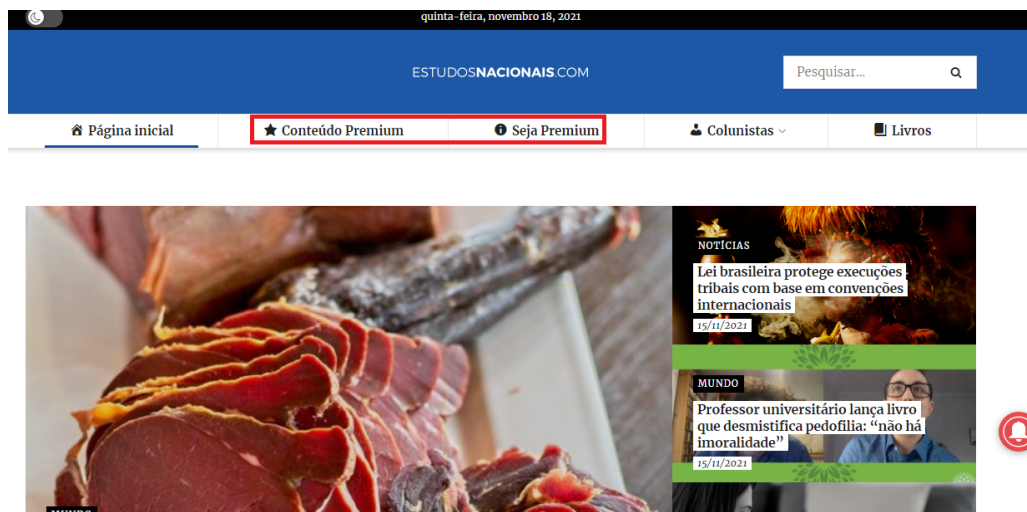 quinta-feira, novembro 18, 2021
ESTUDOSNACIONAIS.COM
Pesquisar...
Página inicial
Conteúdo Premium
Seja Premium
Colunistas
Livros
NOTÍCIAS
Lei brasileira protege execuções
tribais com base em convenções
internacionais
15/11/2021
MUNDO
Professor universitário lança livro
que desmistifica pedofilia: “não há
imoralidade”
15/11/2021
MUNDO